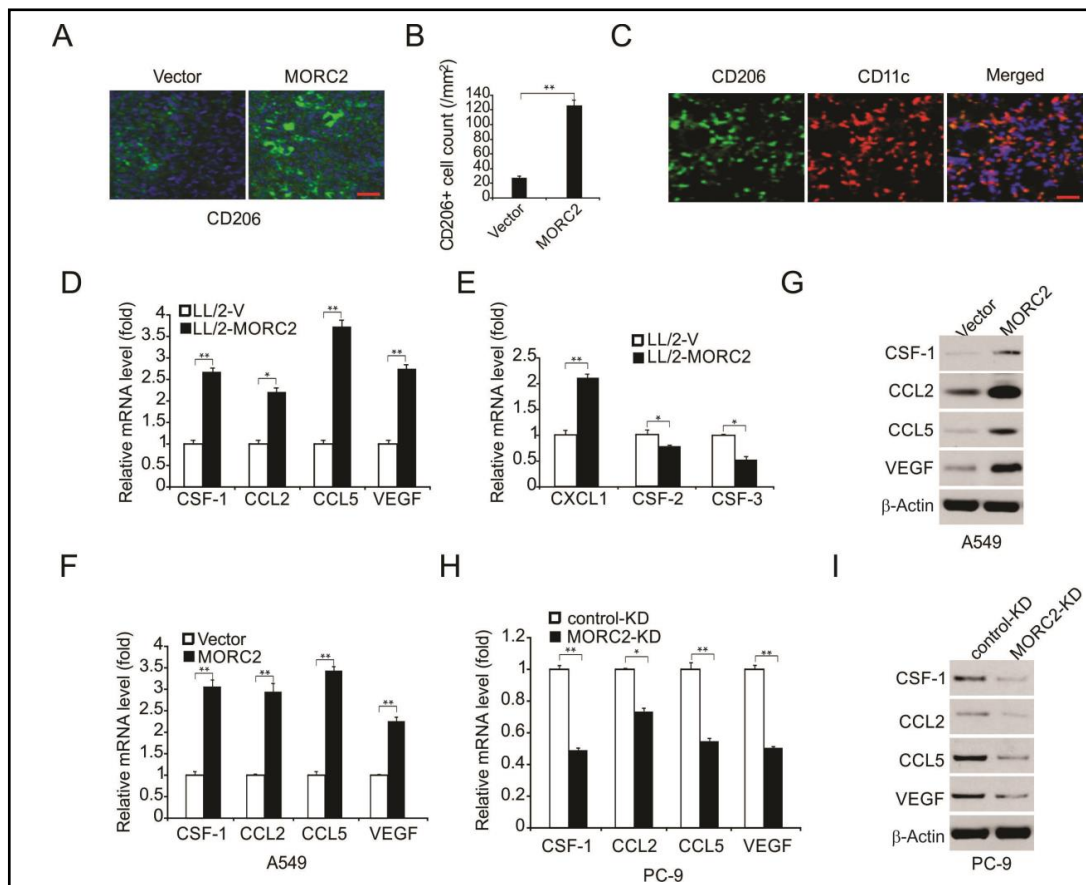 A
Vector
MORC2
CD206
B
CD206+ cell count (/mm²)
140
120
100
80
60
40
20
0
**
Vector
MORC2
C
CD206
CD11c
Merged
D
LL/2-V
LL/2-MORC2
Relative mRNA level (fold)
4
3.5
3
2.5
2
1.5
1
0.5
**
*
**
**
CSF-1
CCL2
CCL5
VEGF
E
LL/2-V
LL/2-MORC2
Relative mRNA level (fold)
2.5
2
1.5
1
0.5
0
**
*
*
CXCL1
CSF-2
CSF-3
G
Vector
MORC2
CSF-1
CCL2
CCL5
VEGF
β-Actin
A549
F
Vector
MORC2
Relative mRNA level (fold)
4
3.5
3
2.5
2
1.5
1
0.5
**
**
**
**
CSF-1
CCL2
CCL5
VEGF
A549
H
control-KD
MORC2-KD
Relative mRNA level (fold)
1.2
1
0.8
0.6
0.4
0.2
0
**
*
**
**
CSF-1
CCL2
CCL5
VEGF
PC-9
I
control-KD
MORC2-KD
CSF-1
CCL2
CCL5
VEGF
β-Actin
PC-9